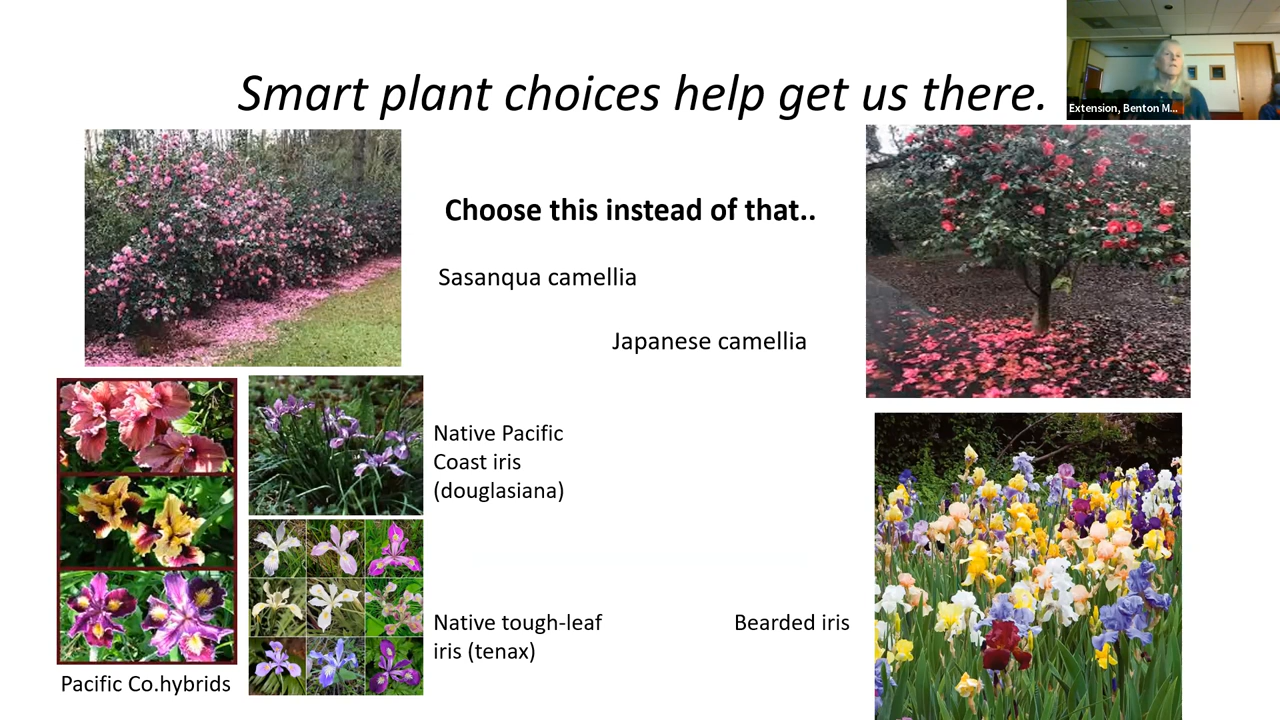 Smart plant choices help get us there.
Extension, Benton M...
Choose this instead of that..
Sasanqua camellia
Japanese camellia
Native Pacific
Coast iris
(douglasiana)
Native tough-leaf
iris (tenax)
Bearded iris
Pacific Co.hybrids